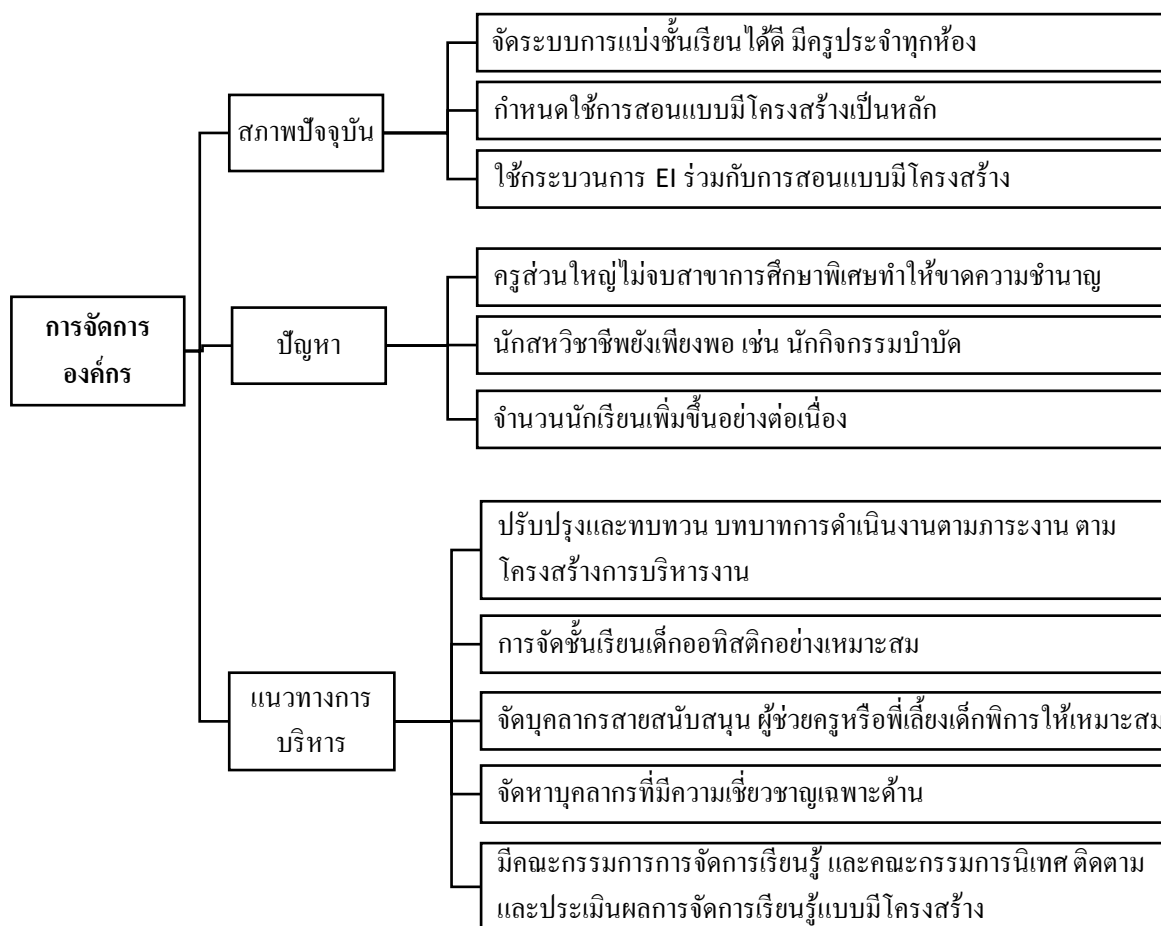 การจัดการ
องค์กร
สภาพปัจจุบัน
จัดระบบการแบ่งชั้นเรียนได้ดี มีครูประจำทุกห้อง
กำหนดใช้การสอนแบบมีโครงสร้างเป็นหลัก
ใช้กระบวนการ EI ร่วมกับการสอนแบบมีโครงสร้าง
ปัญหา
ครูส่วนใหญ่ไม่จบสาขาการศึกษาพิเศษทำให้ขาดความชำนาญ
นักสหวิชาชีพยังเพียงพอ เช่น นักกิจกรรมบำบัด
จำนวนนักเรียนเพิ่มขึ้นอย่างต่อเนื่อง
แนวทางการ
บริหาร
ปรับปรุงและทบทวน บทบาทการดำเนินงานตามภาระงาน ตาม
โครงสร้างการบริหารงาน
การจัดชั้นเรียนเด็กออทิสติกอย่างเหมาะสม
จัดบุคลากรสายสนับสนุน ผู้ช่วยครูหรือพี่เลี้ยงเด็กพิการให้เหมาะสม
จัดหาบุคลากรที่มีความเชี่ยวชาญเฉพาะด้าน
มีคณะกรรมการการจัดการเรียนรู้ และคณะกรรมการนิเทศ ติดตาม
และประเมินผลการจัดการเรียนรู้แบบมีโครงสร้าง